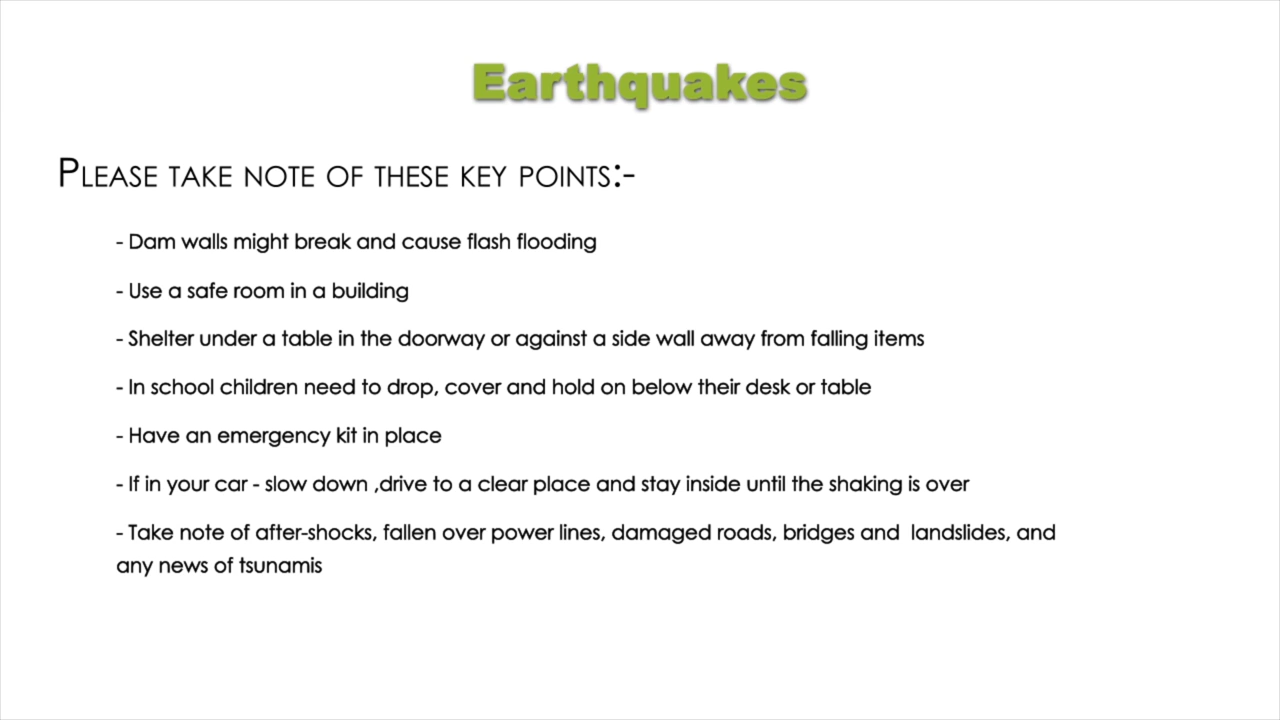 Earthquakes
Please take note of these key points:-
- Dam walls might break and cause flash flooding
- Use a safe room in a building
- Shelter under a table in the doorway or against a side wall away from falling items
- In school children need to drop, cover and hold on below their desk or table
- Have an emergency kit in place
- If in your car - slow down ,drive to a clear place and stay inside until the shaking is over
- Take note of after-shocks, fallen over power lines, damaged roads, bridges and  landslides, and
any news of tsunamis